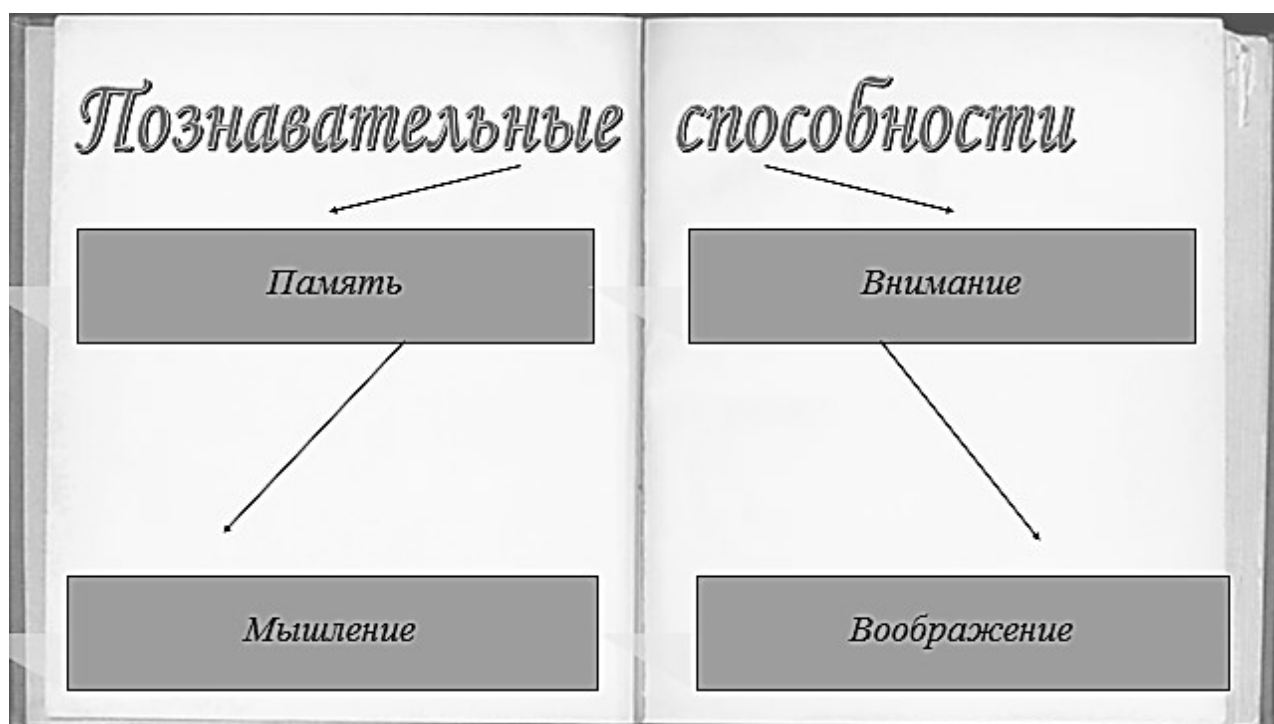 Познавательные способности
Память
Внимание
Мышление
Воображение